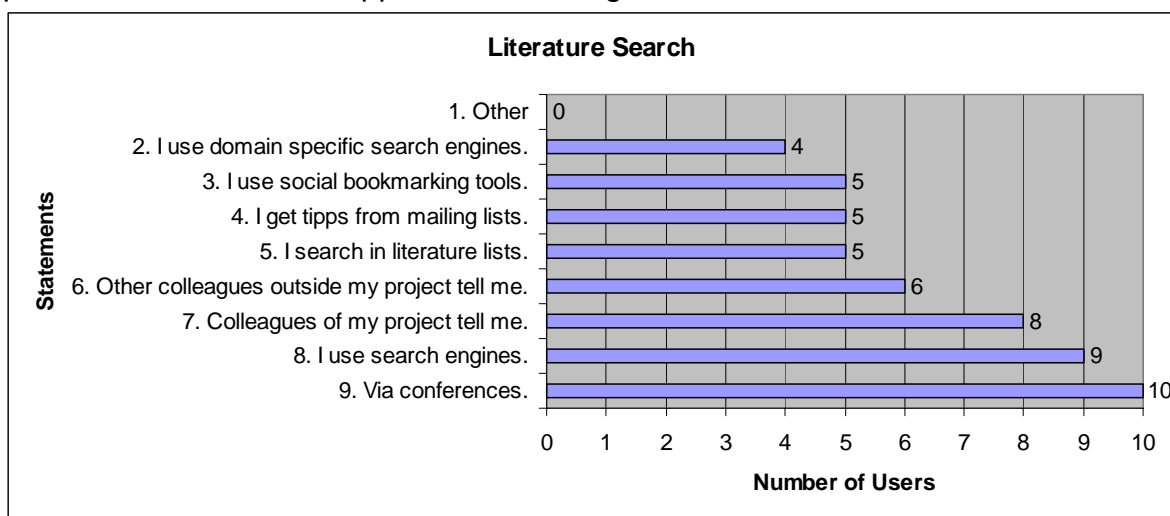 Literature Search
1. Other
0
2. I use domain specific search engines.
4
3. I use social bookmarking tools.
5
4. I get tipps from mailing lists.
5
5. I search in literature lists.
5
6. Other colleagues outside my project tell me.
6
7. Colleagues of my project tell me.
8
8. I use search engines.
9
9. Via conferences.
10
Statements
0 1 2 3 4 5 6 7 8 9 10
Number of Users